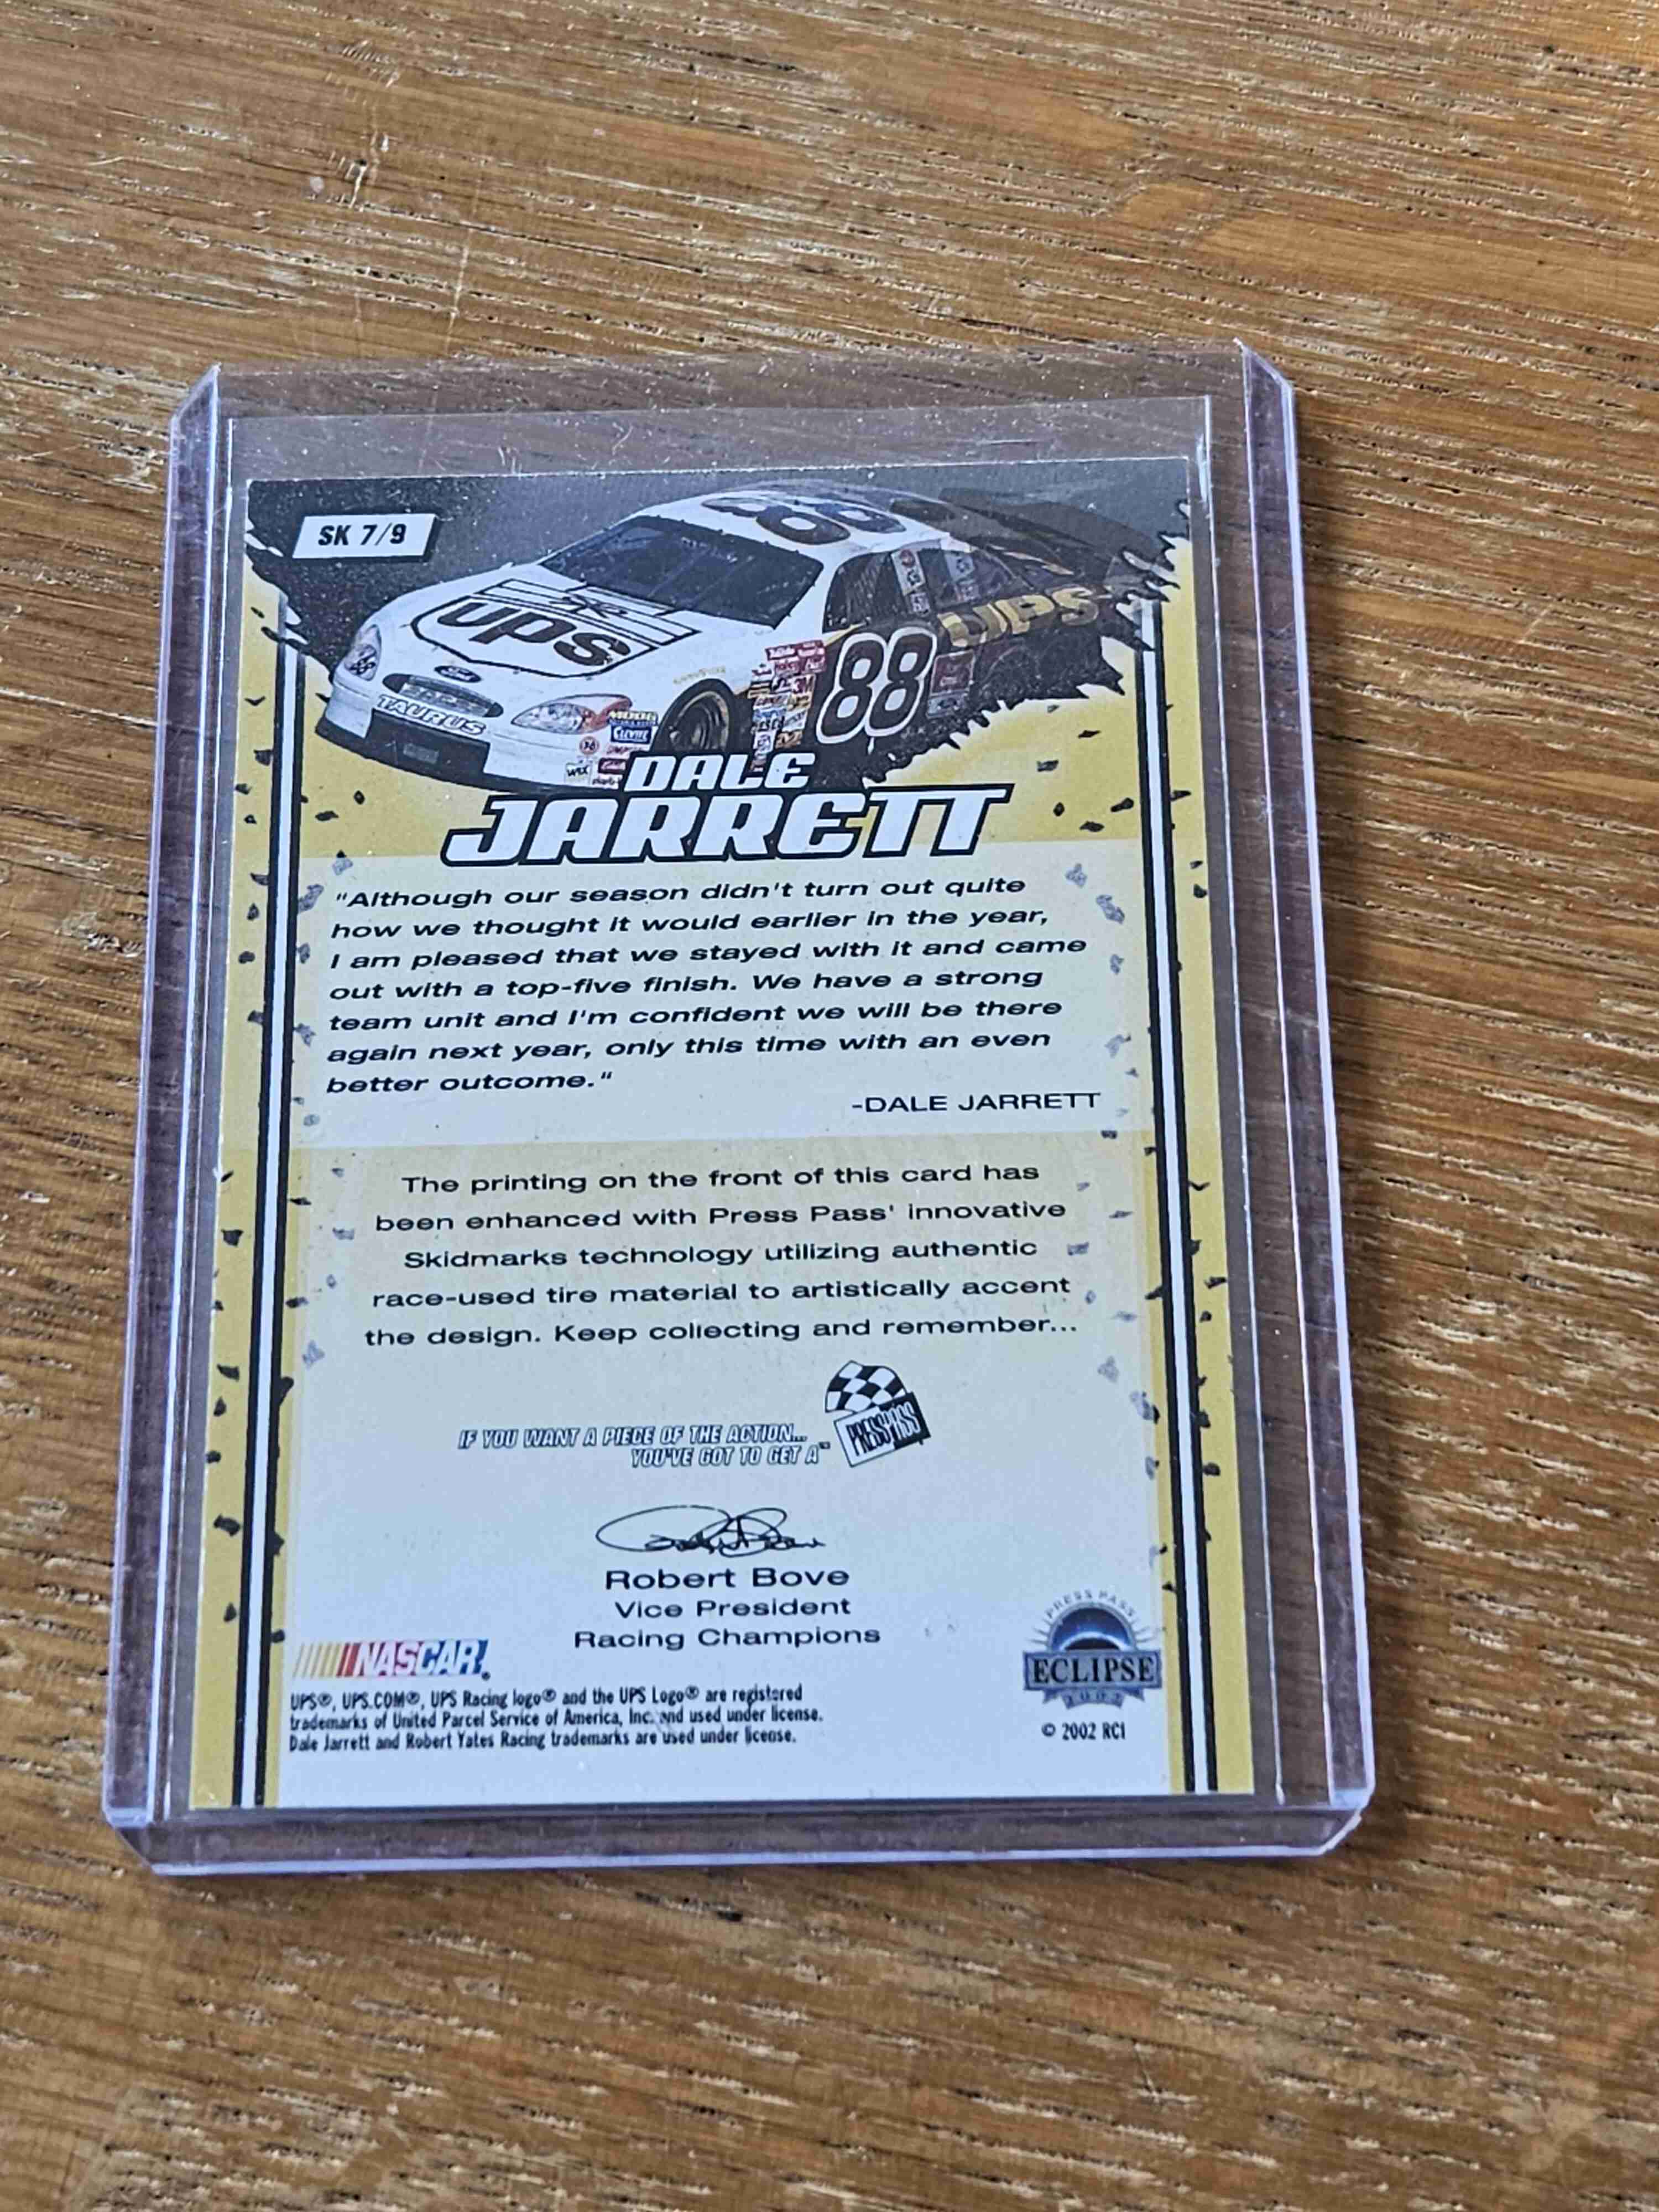 SK 7/9
88
UPS
ups
88
Ford
TAURUS
3M
MOOG
CLEVITE
76
WIX
DALE
JARRETT
"Although our season didn't turn out quite
how we thought it would earlier in the year,
I am pleased that we stayed with it and came
out with a top-five finish. We have a strong
team unit and I'm confident we will be there
again next year, only this time with an even
better outcome."
-DALE JARRETT
The printing on the front of this card has
been enhanced with Press Pass' innovative
Skidmarks technology utilizing authentic
race-used tire material to artistically accent
the design. Keep collecting and remember...
IF YOU WANT A PIECE OF THE ACTION...
YOU'VE GOT TO GET A™
PRESS PASS
Robert Bove
Vice President
Racing Champions
NASCAR®
PRESS PASS
ECLIPSE
2002
UPS®, UPS.COM®, UPS Racing logo® and the UPS Logo® are registered
trademarks of United Parcel Service of America, Inc. and used under license.
Dale Jarrett and Robert Yates Racing trademarks are used under license.
© 2002 RCI